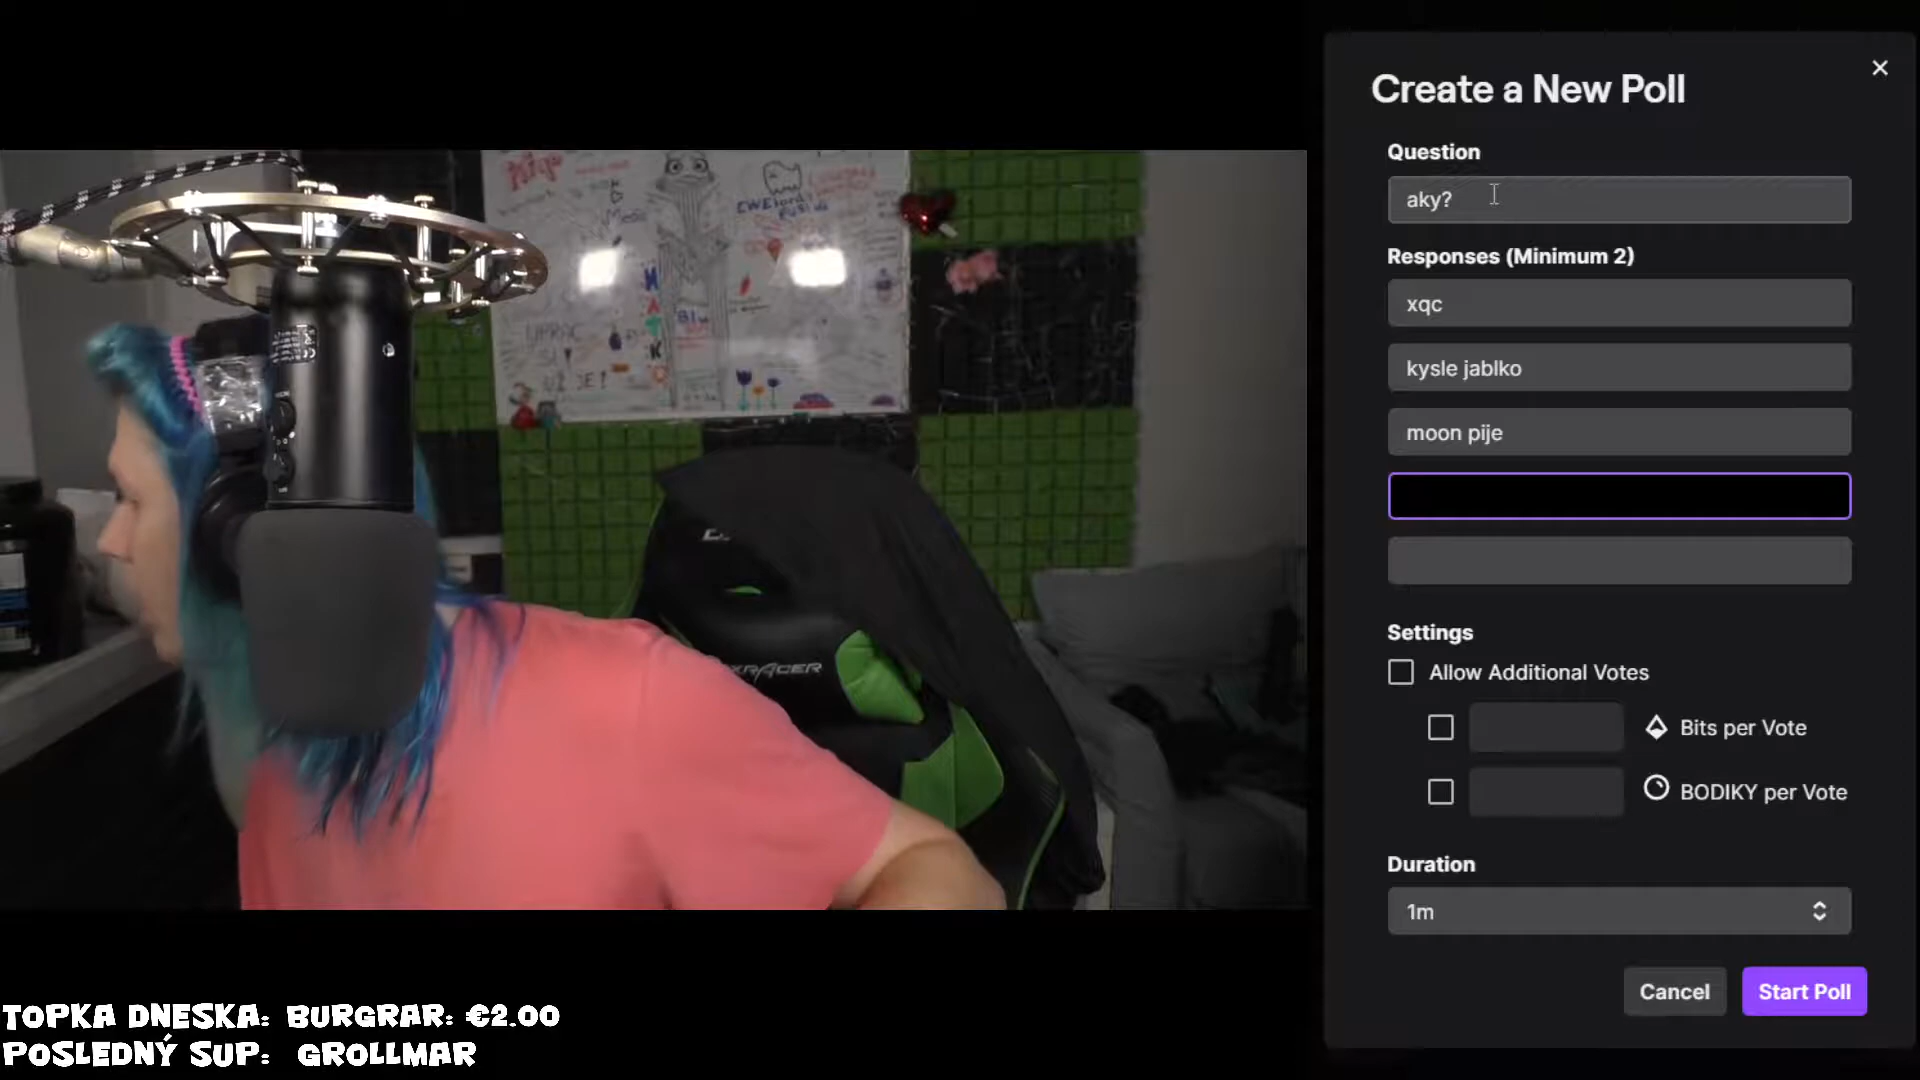 Create a New Poll
Question
aky?
Responses (Minimum 2)
xqc
kysle jablko
moon pije
Settings
Allow Additional Votes
Bits per Vote
BODIKY per Vote
Duration
1m
Cancel
Start Poll
TOPKA DNESKA: BURGRAR: €2.00
POSLEDNÝ SUP: GROLLMAR